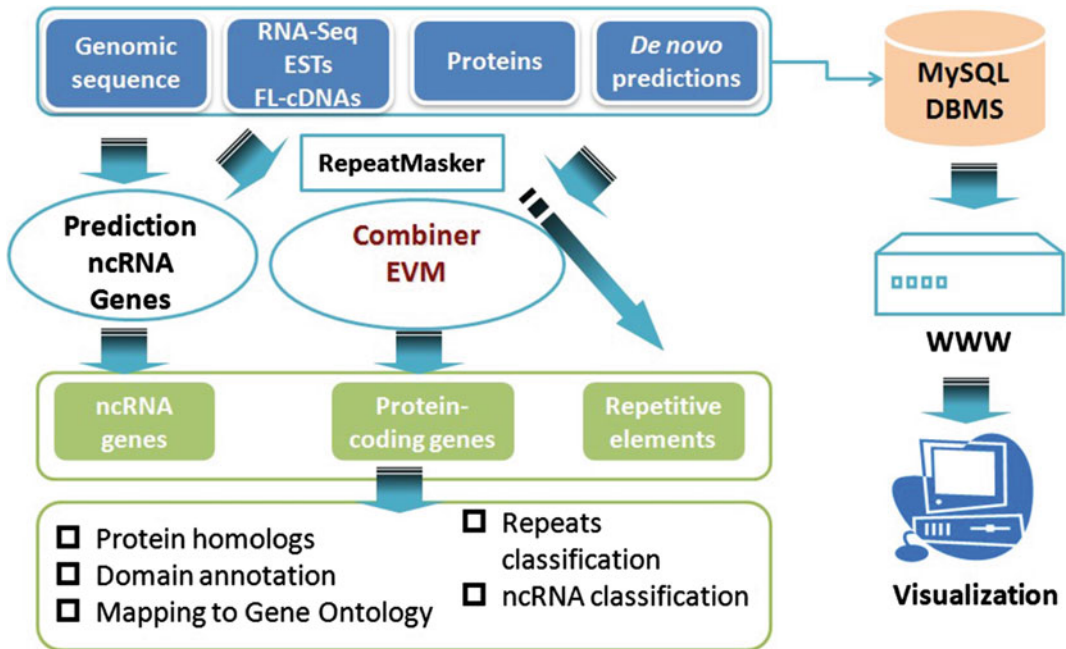 Genomic
sequence
RNA-Seq
ESTs
FL-cDNAs
Proteins
De novo
predictions
MySQL
DBMS
RepeatMasker
Prediction
ncRNA
Genes
Combiner
EVM
WWW
ncRNA
genes
Protein-
coding genes
Repetitive
elements
Protein homologs
Domain annotation
Mapping to Gene Ontology
Repeats
classification
ncRNA classification
Visualization